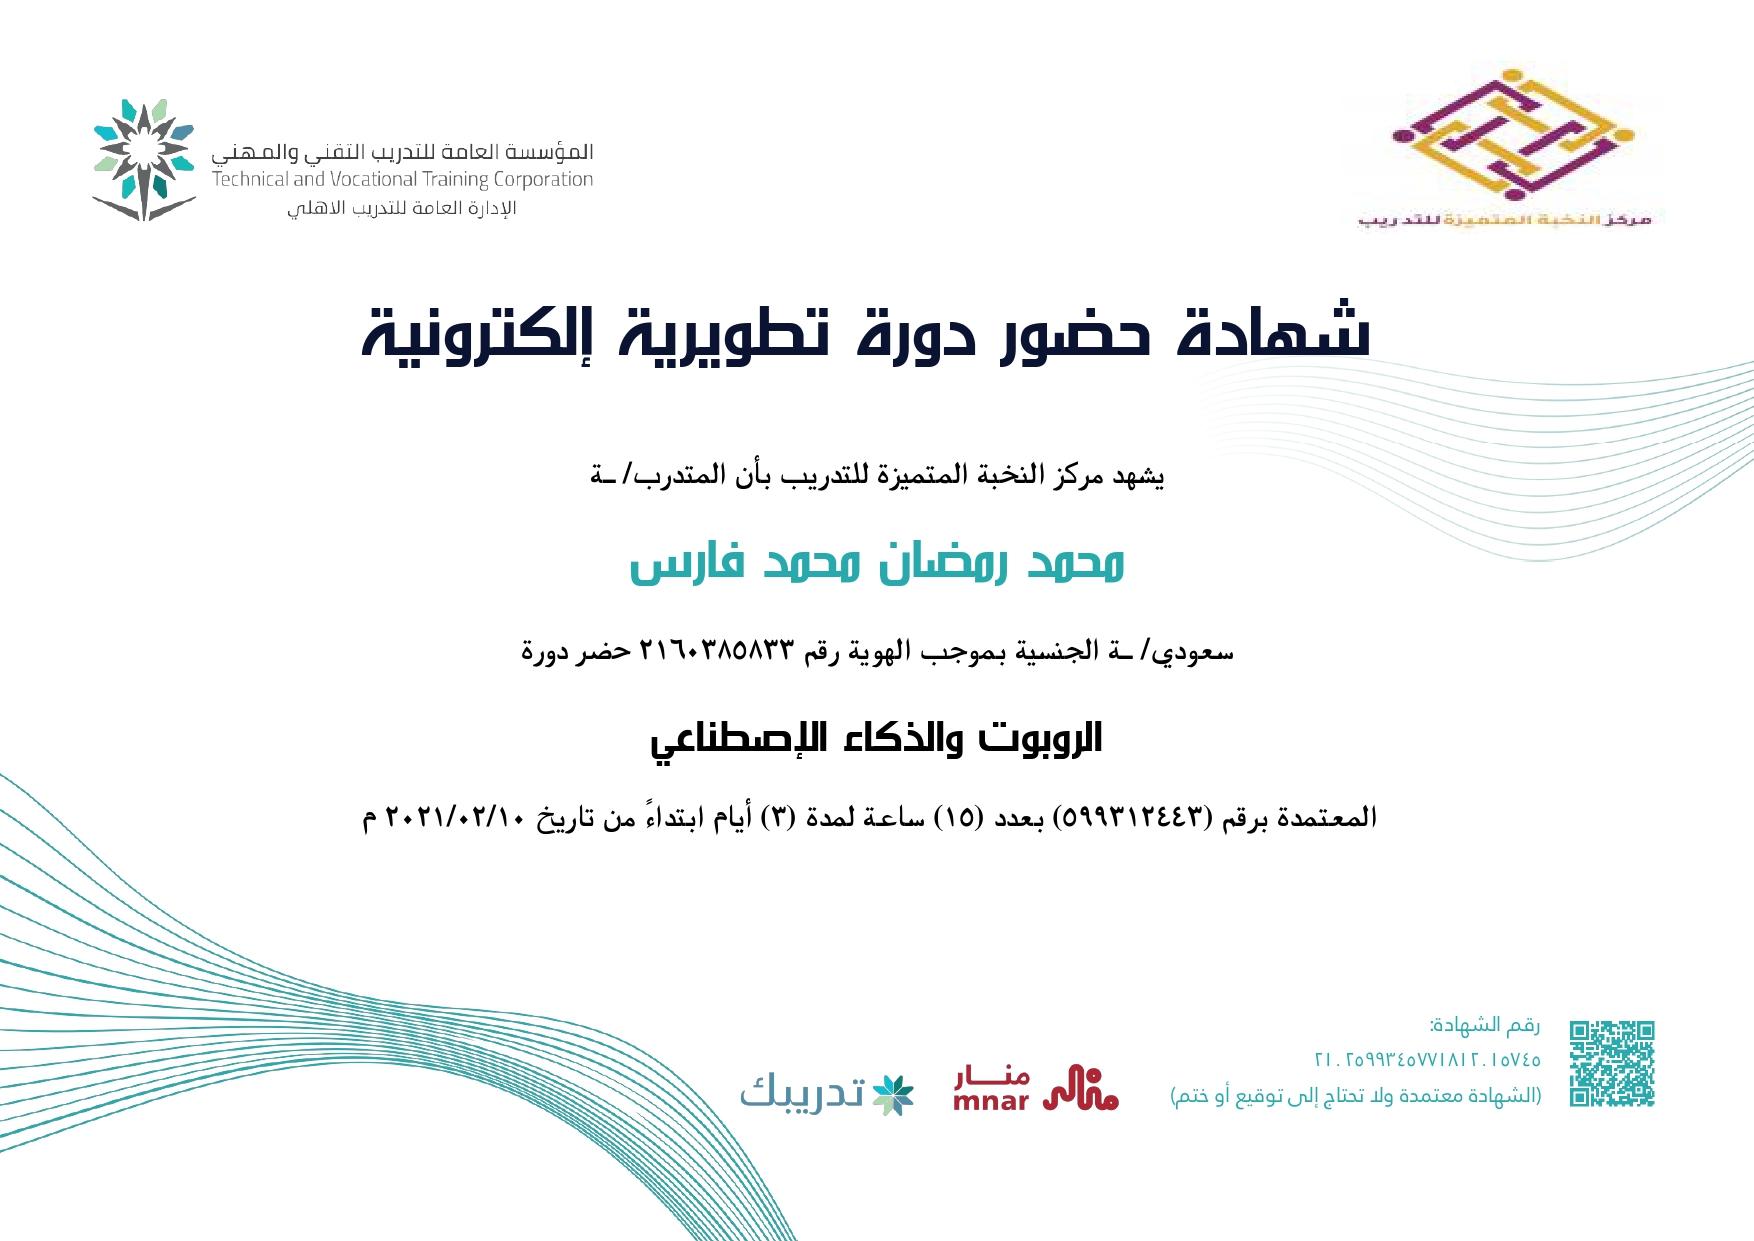 مركز النخبة المتميزة للتدريب
المؤسسة العامة للتدريب التقني والمهني
Technical and Vocational Training Corporation
الإدارة العامة للتدريب الاهلي
شهادة حضور دورة تطويرية إلكترونية
يشهد مركز النخبة المتميزة للتدريب بأن المتدرب/ ـة
محمد رمضان محمد فارس
سعودي/ ـة الجنسية بموجب الهوية رقم ٢١٦٠٣٨٥٨٣٣ حضر دورة
الروبوت والذكاء الإصطناعي
المعتمدة برقم (٥٩٩٣١٢٤٤٣) بعدد (١٥) ساعة لمدة (٣) أيام ابتداءً من تاريخ ٢٠٢١/٠٢/١٠ م
رقم الشهادة:
٢١٠٢٥٩٩٣٤٥٧٧١٨١٢٠١٥٧٤٥
(الشهادة معتمدة ولا تحتاج إلى توقيع أو ختم)
منار
mnar
تدريبك